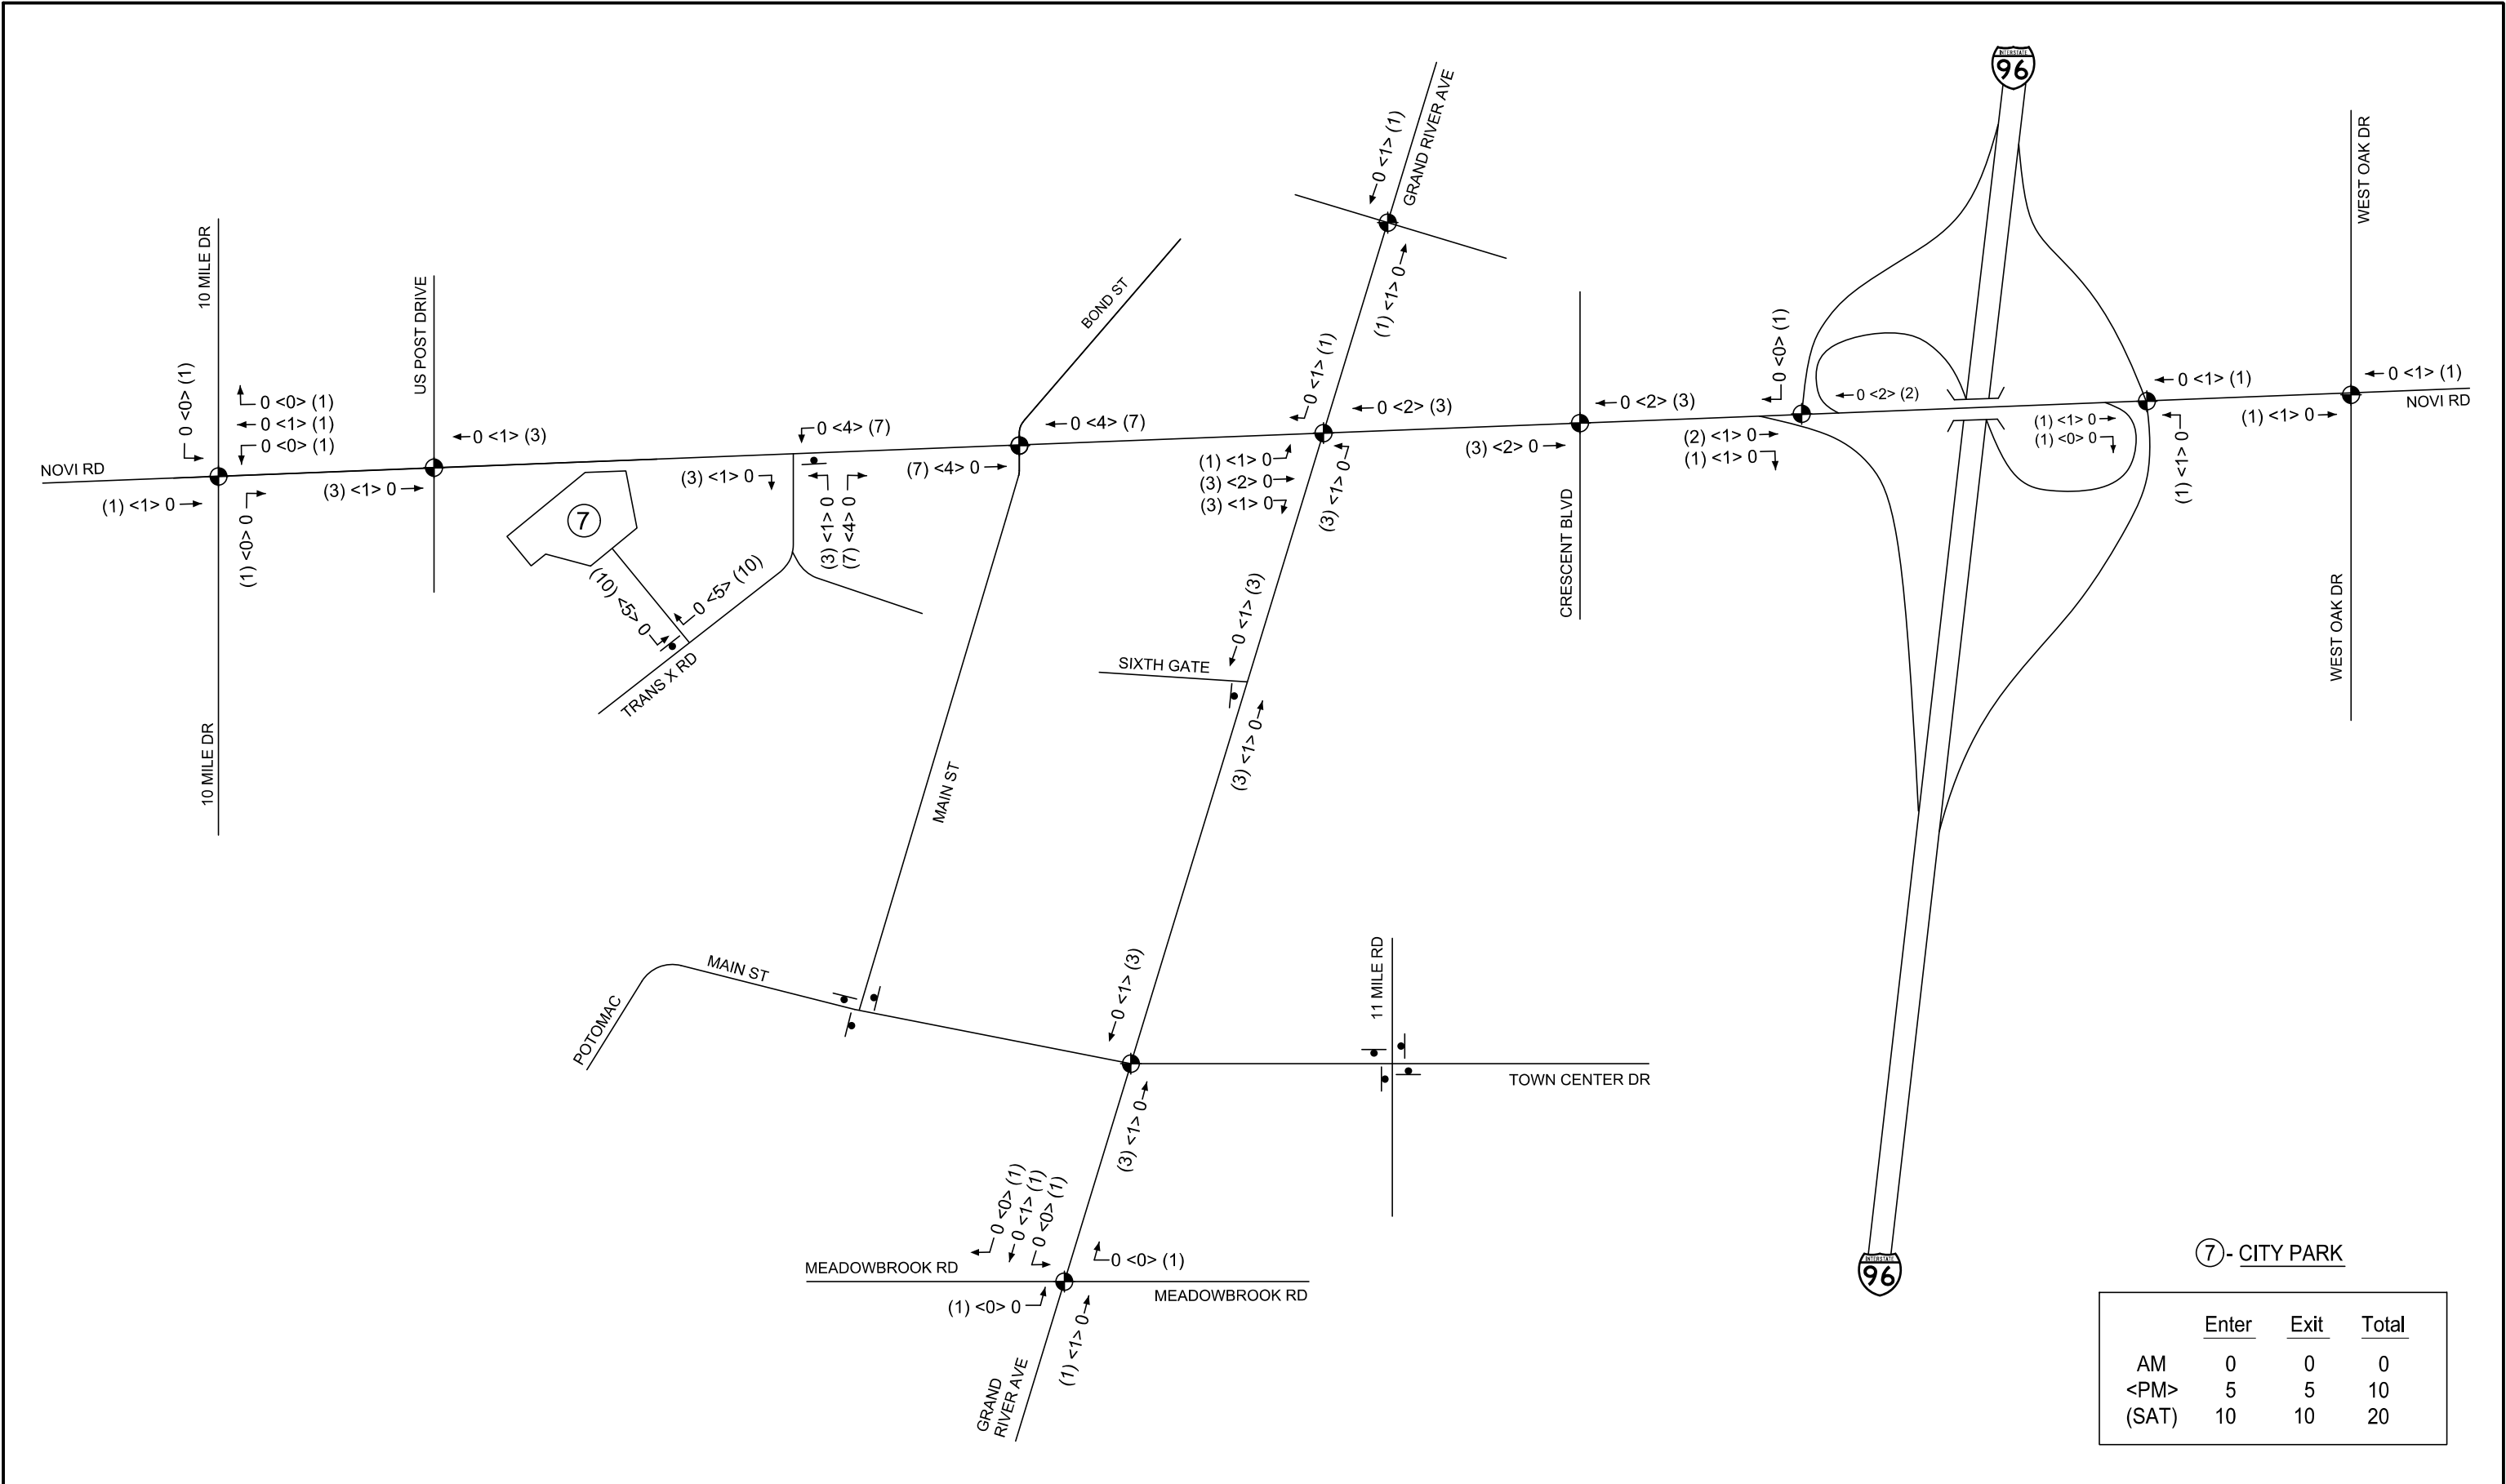 INTERSTATE
96
GRAND RIVER AVE
0 <1> (1)
(1) <1> 0
WEST OAK DR
10 MILE DR
US POST DRIVE
BOND ST
0 <0> (1)
0 <0> (1)
0 <1> (1)
0 <0> (1)
NOVI RD
(1) <1> 0
(1) <0> 0
0 <1> (3)
(3) <1> 0
7
0 <4> (7)
(3) <1> 0
(3) <1> 0
(7) <4> 0
0 <4> (7)
(7) <4> 0
0 <1> (1)
0 <2> (3)
(1) <1> 0
(3) <2> 0
(3) <1> 0
(3) <1> 0
0 <2> (3)
(3) <2> 0
CRESCENT BLVD
0 <0> (1)
(2) <1> 0
(1) <1> 0
0 <2> (2)
(1) <1> 0
(1) <0> 0
0 <1> (1)
(1) <1> 0
0 <1> (1)
(1) <1> 0
NOVI RD
WEST OAK DR
(10) <5> 0
0 <5> (10)
TRANS X RD
10 MILE DR
MAIN ST
0 <1> (3)
SIXTH GATE
(3) <1> 0
MAIN ST
POTOMAC
0 <1> (3)
11 MILE RD
TOWN CENTER DR
(3) <1> 0
0 <0> (1)
0 <1> (1)
0 <0> (1)
0 <0> (1)
MEADOWBROOK RD
MEADOWBROOK RD
(1) <0> 0
(1) <1> 0
GRAND
RIVER AVE
INTERSTATE
96
7 - CITY PARK
Enter Exit Total
AM 0 0 0
<PM> 5 5 10
(SAT) 10 10 20